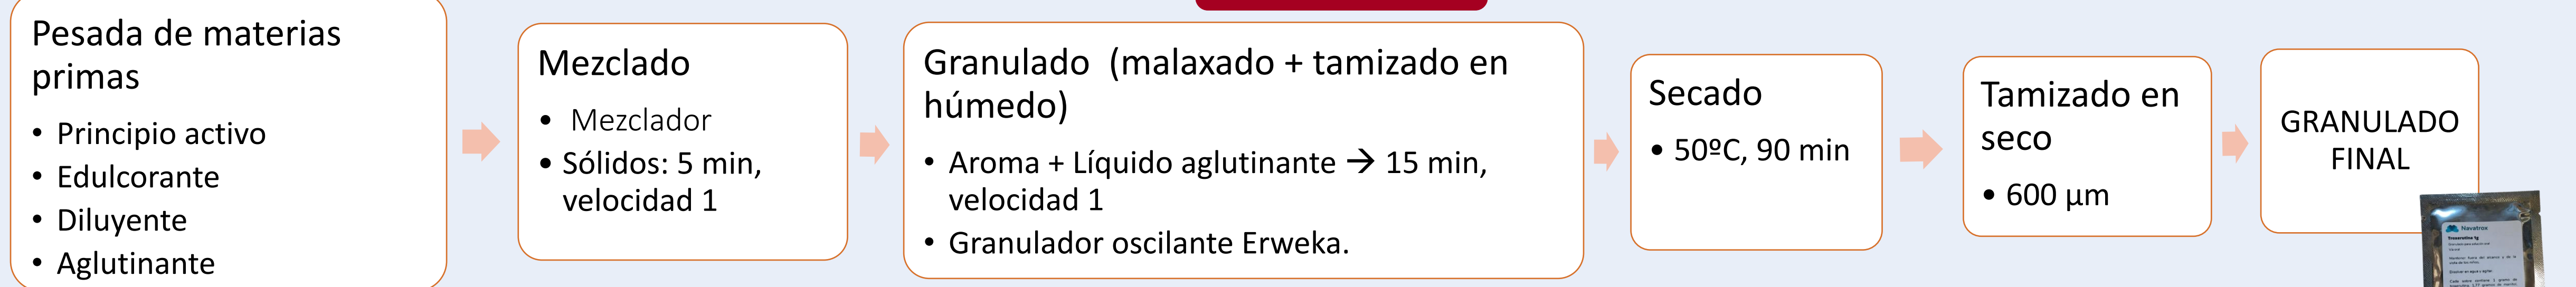 Pesada de materias
primas
• Principio activo
• Edulcorante
• Diluyente
• Aglutinante
Mezclado
• Mezclador
• Sólidos: 5 min,
velocidad 1
Granulado (malaxado + tamizado en
húmedo)
• Aroma + Líquido aglutinante → 15 min,
velocidad 1
• Granulador oscilante Erweka.
Secado
• 50ºC, 90 min
Tamizado en
seco
• 600 µm
GRANULADO
FINAL
Navatrox